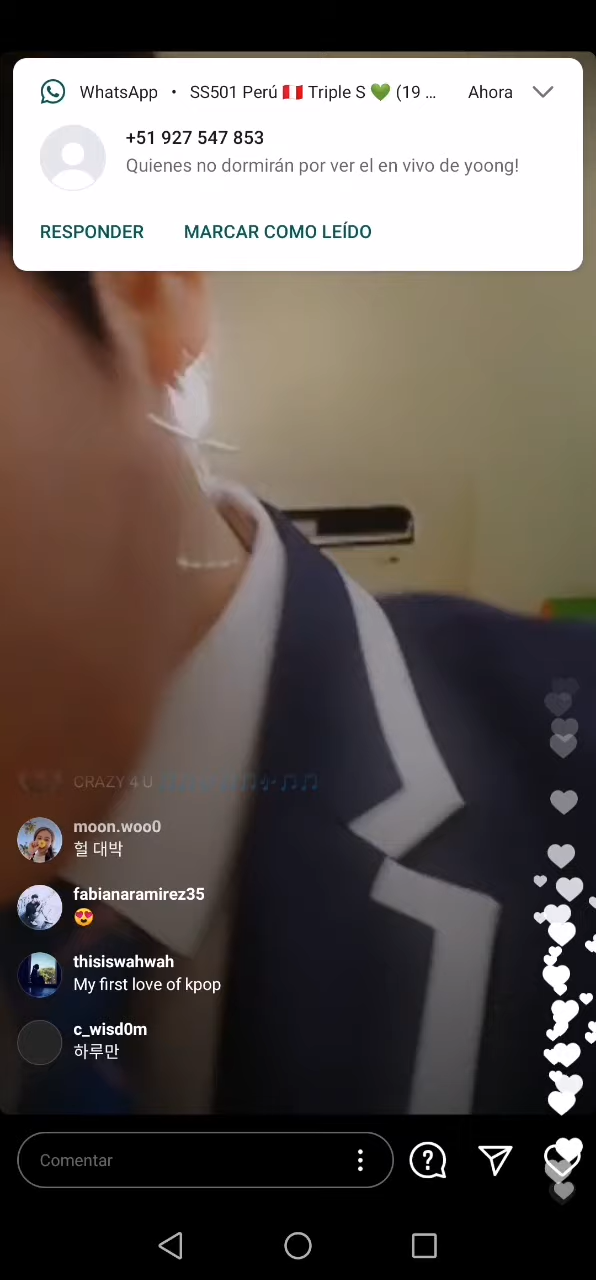 WhatsApp • SS501 Perú 🇵🇪 Triple S 💚 (19 ... Ahora
+51 927 547 853
Quienes no dormirán por ver el en vivo de yoong!
RESPONDER MARCAR COMO LEÍDO
CRAZY 4 U
moon.woo0
헐 대박
fabianaramirez35
😍
thisiswahwah
My first love of kpop
c_wisd0m
하루만
Comentar